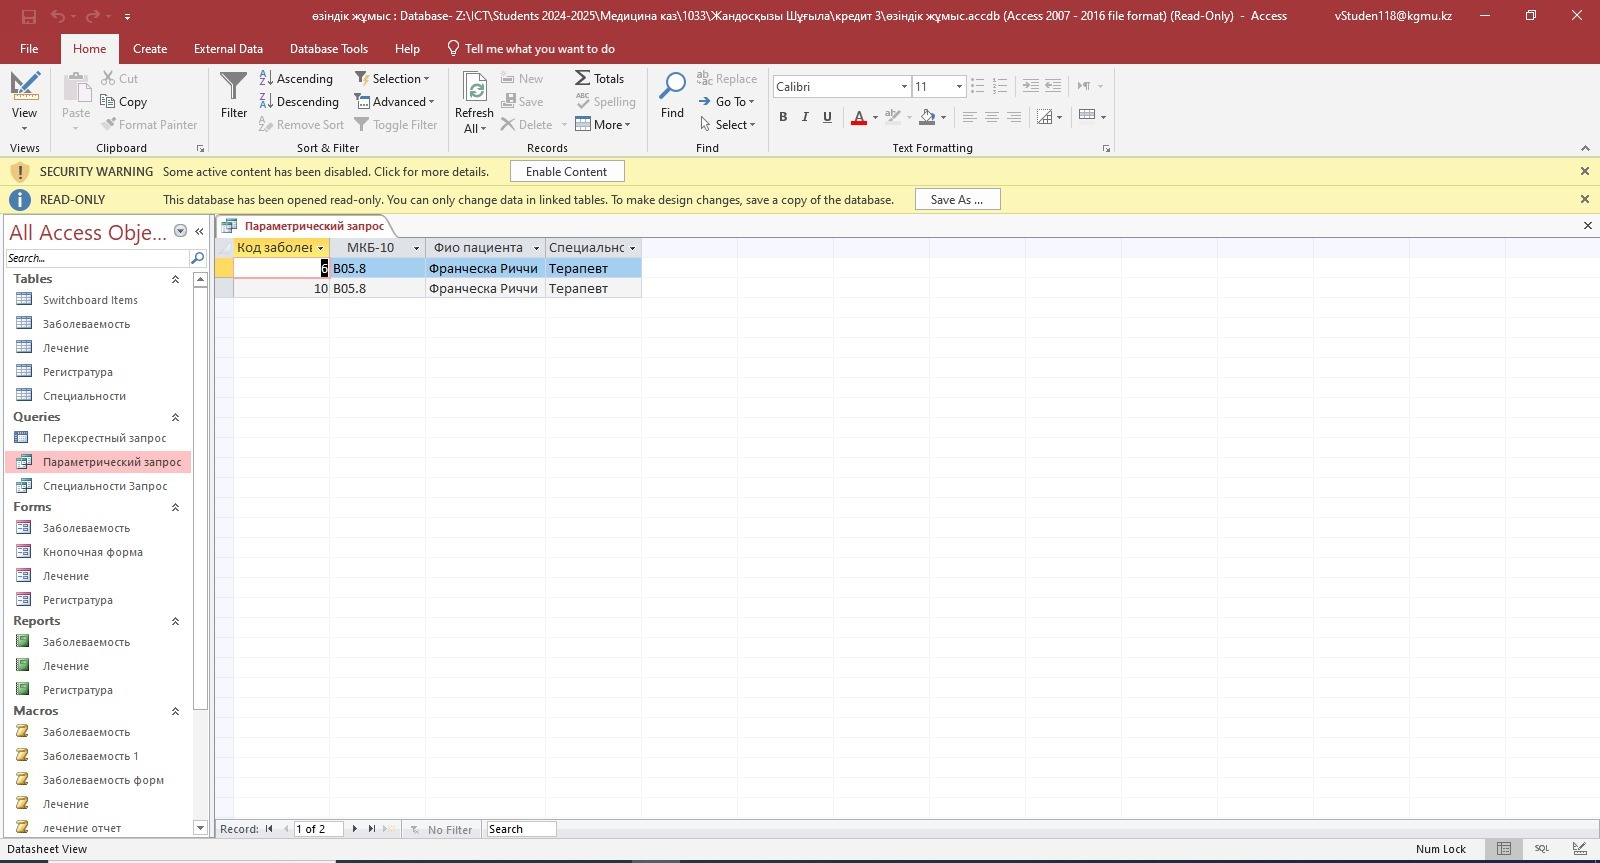 өзіндік жұмыс : Database- Z:\ICT\Students 2024-2025\Медицина каз\1033\Жандосқызы Шұғыла\кредит 3\өзіндік жұмыс.accdb (Access 2007 - 2016 file format) (Read-Only) - Access
vStuden118@kgmu.kz
File Home Create External Data Database Tools Help Tell me what you want to do
View
Views
Paste
Cut
Copy
Format Painter
Clipboard
Filter
Ascending
Descending
Remove Sort
Selection
Advanced
Toggle Filter
Sort & Filter
Refresh
All
New
Save
Delete
Totals
Spelling
More
Records
Find
Replace
Go To
Select
Find
Calibri
11
B I U
Text Formatting
SECURITY WARNING Some active content has been disabled. Click for more details. Enable Content
READ-ONLY This database has been opened read-only. You can only change data in linked tables. To make design changes, save a copy of the database. Save As ...
All Access Obje...
Search...
Tables
Switchboard Items
Заболеваемость
Лечение
Регистратура
Специальности
Queries
Перексрестный запрос
Параметрический запрос
Специальности Запрос
Forms
Заболеваемость
Кнопочная форма
Лечение
Регистратура
Reports
Заболеваемость
Лечение
Регистратура
Macros
Заболеваемость
Заболеваемость 1
Заболеваемость форм
Лечение
лечение отчет
Параметрический запрос
Код заболев МКБ-10 Фио пациента Специальнс
6 B05.8 Франческа Риччи Терапевт
10 B05.8 Франческа Риччи Терапевт
Record: 1 of 2 No Filter Search
Datasheet View
Num Lock
SQL